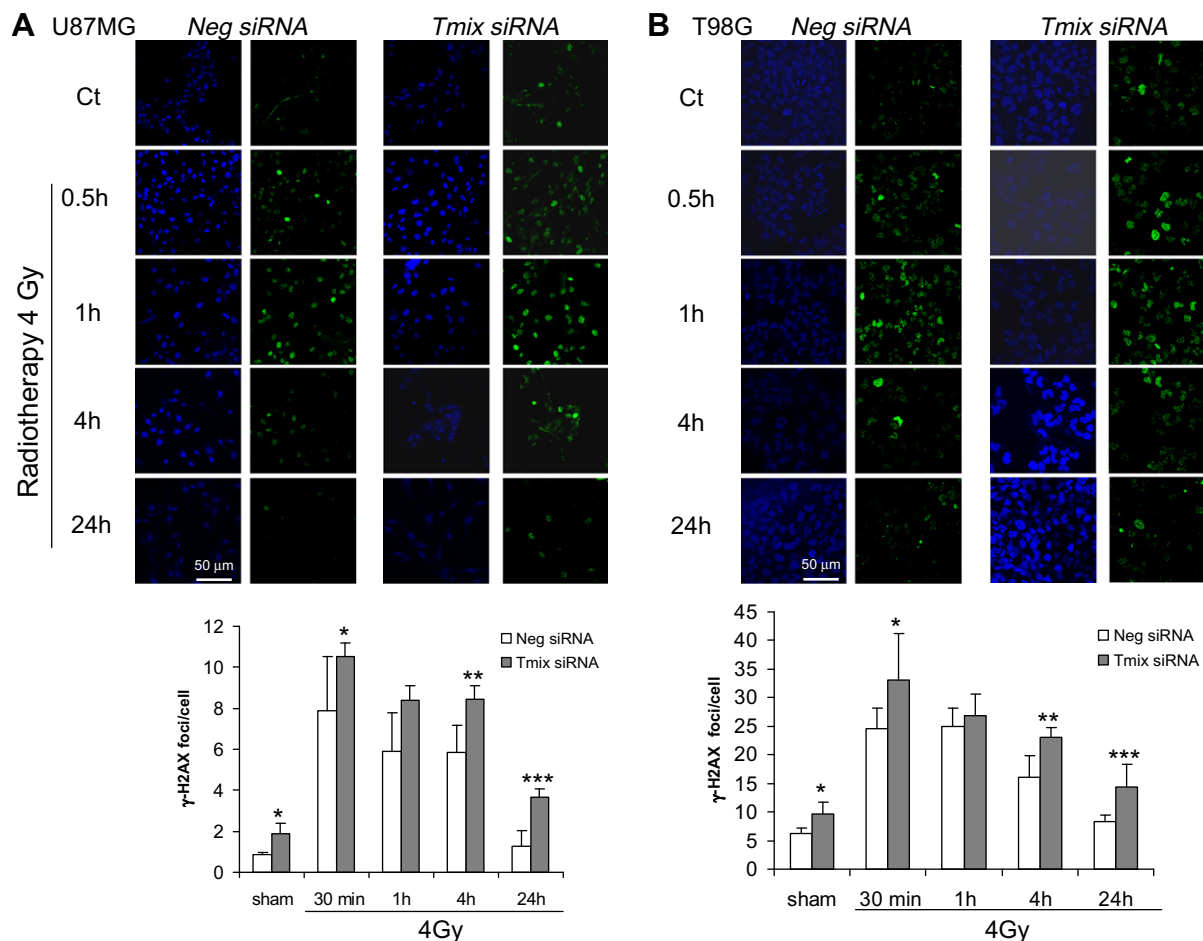 A U87MG Neg siRNA Tmix siRNA
Ct
0.5h
1h
4h
24h
Radiotherapy 4 Gy
50 μm
12
10
8
6
4
2
0
γ-H2AX foci/cell
Neg siRNA
Tmix siRNA
*
*
**
***
sham 30 min 1h 4h 24h
4Gy
B T98G Neg siRNA Tmix siRNA
Ct
0.5h
1h
4h
24h
50 μm
45
40
35
30
25
20
15
10
5
0
γ-H2AX foci/cell
Neg siRNA
Tmix siRNA
*
*
**
***
sham 30 min 1h 4h 24h
4Gy